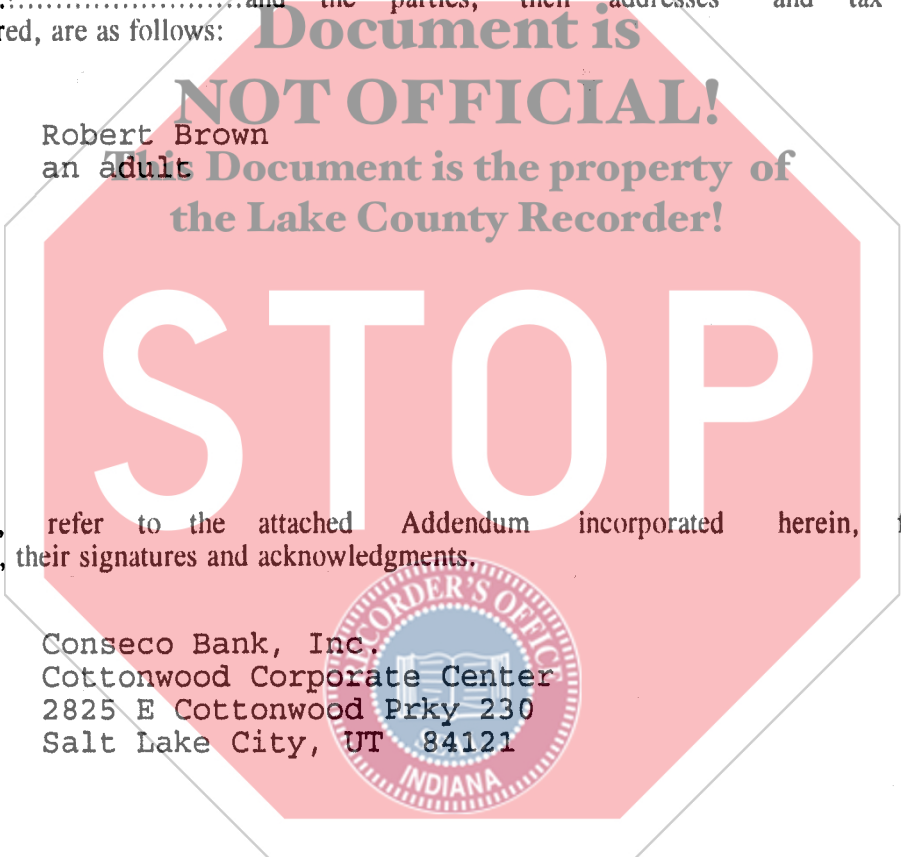 and the parties, their addresses and tax
red, are as follows:
Document is
NOT OFFICIAL!
Robert Brown
an adult
This Document is the property of
the Lake County Recorder!
STOP
refer to the attached Addendum incorporated herein,
, their signatures and acknowledgments.
RECORDER'S OFFICE
Conseco Bank, Inc.
Cottonwood Corporate Center
2825 E Cottonwood Prky 230
Salt Lake City, UT 84121
SEAL
INDIANA